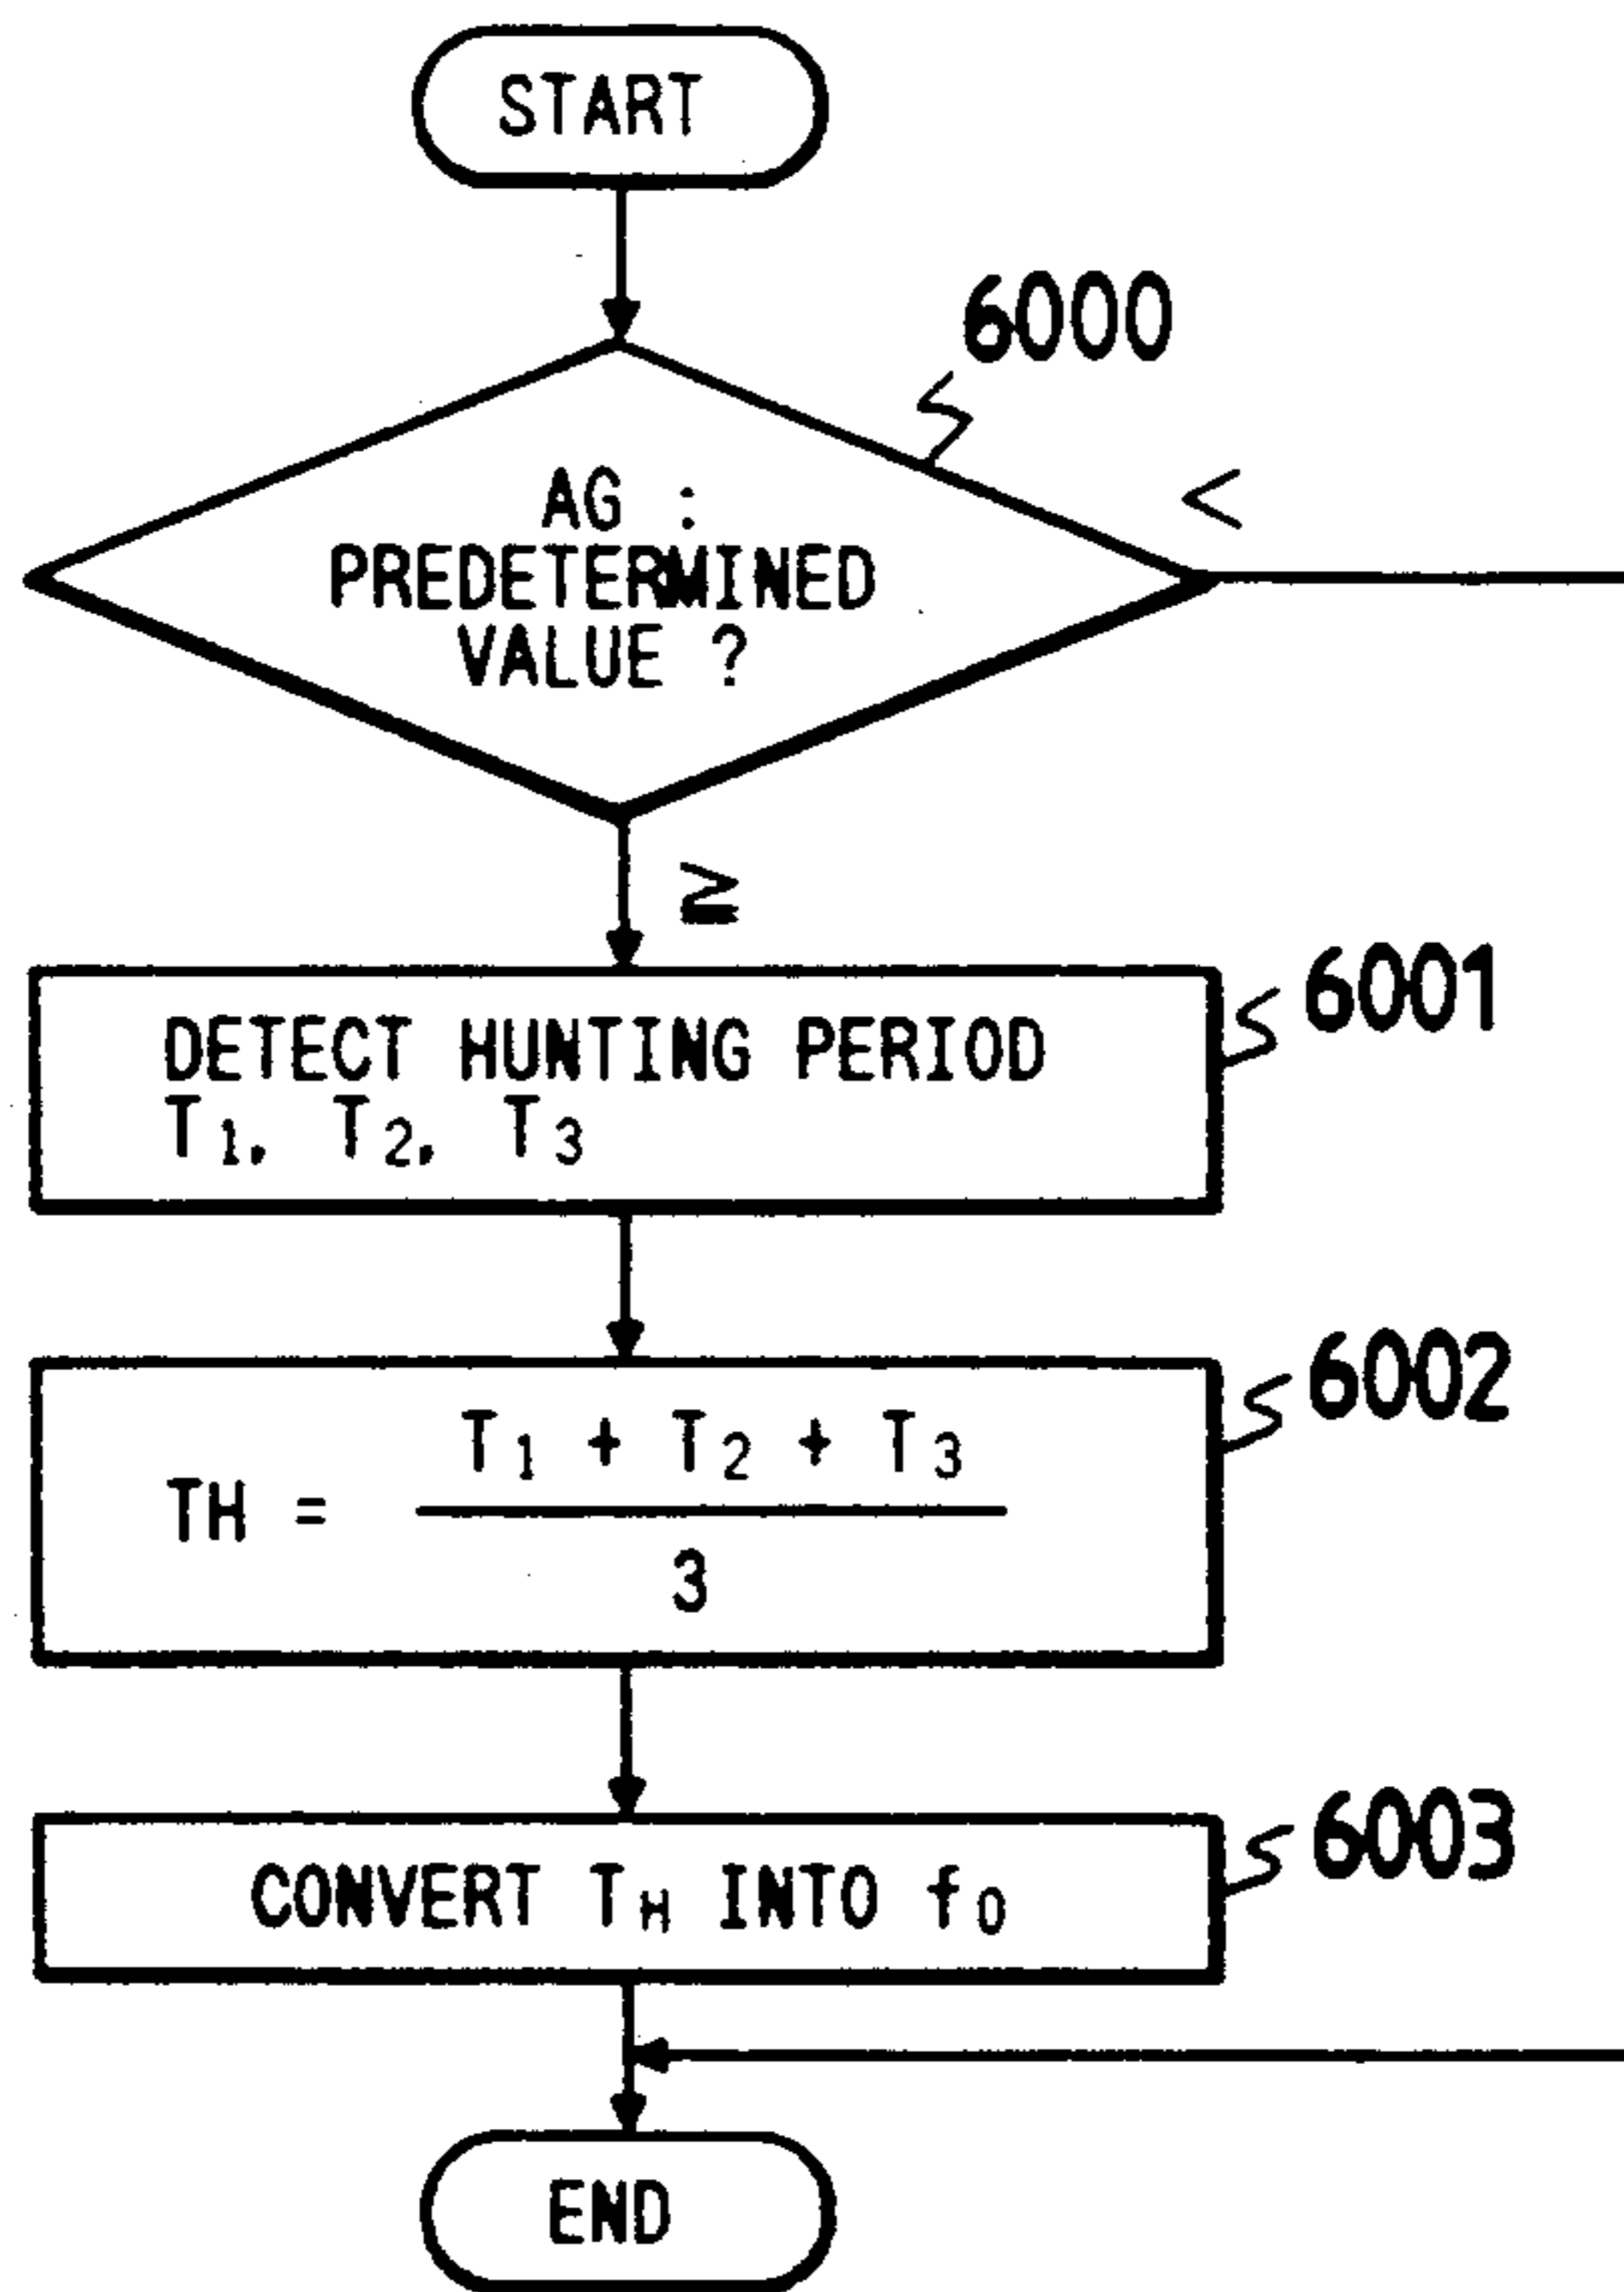 START
6000
<
AG :
PREDETERMINED
VALUE ?
≧
6001
DETECT HUNTING PERIOD
T₁, T₂, T₃
6002
TH = (T₁ + T₂ + T₃) / 3
6003
CONVERT T_H INTO f₀
END